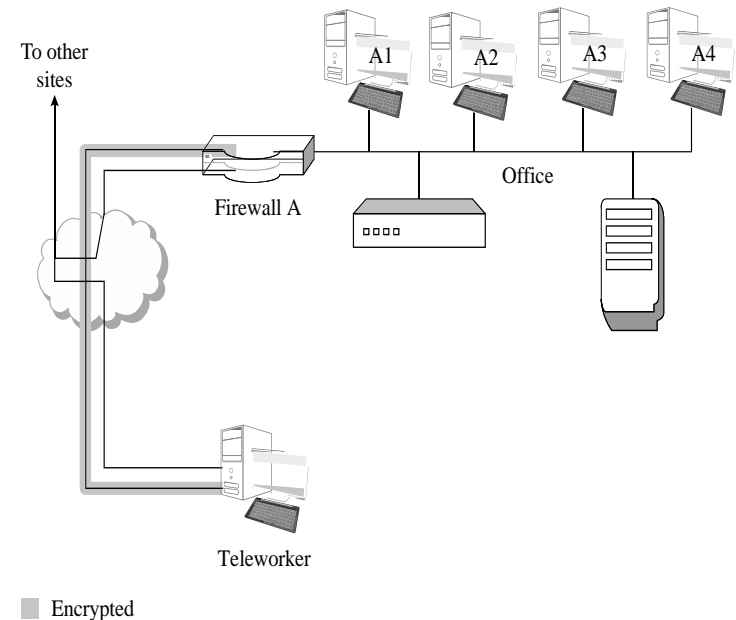 To other
sites
A1
A2
A3
A4
Office
Firewall A
Teleworker
Encrypted